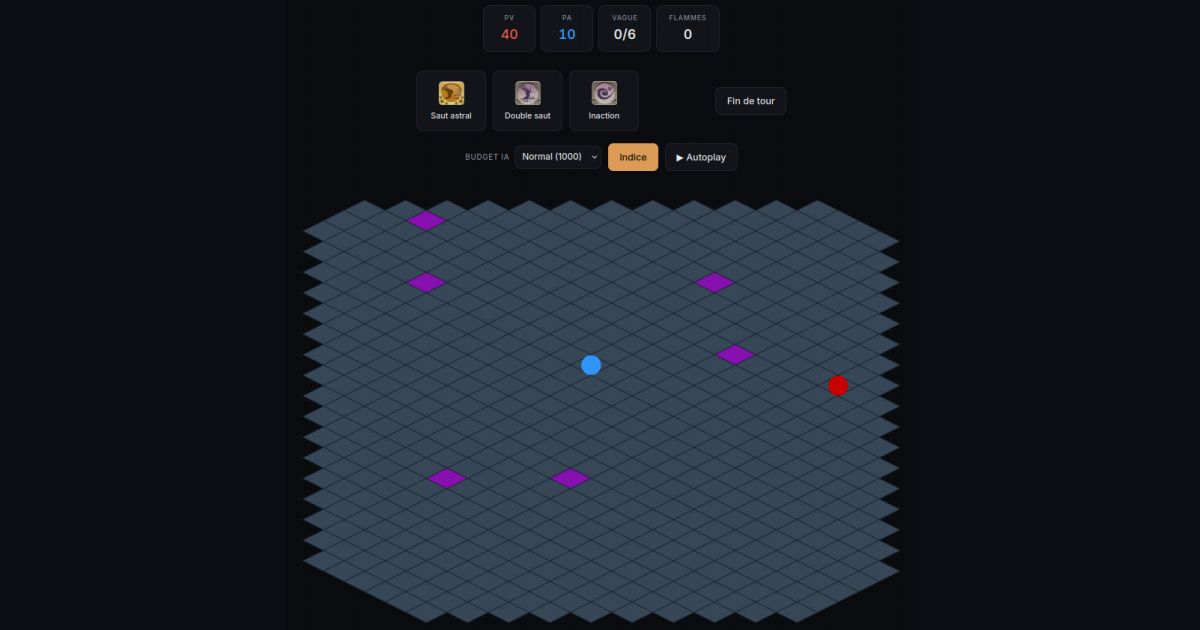 PV
40
PA
10
VAGUE
0/6
FLAMMES
0
Saut astral
Double saut
Inaction
Fin de tour
BUDGET IA
Normal (1000)
Indice
▶ Autoplay